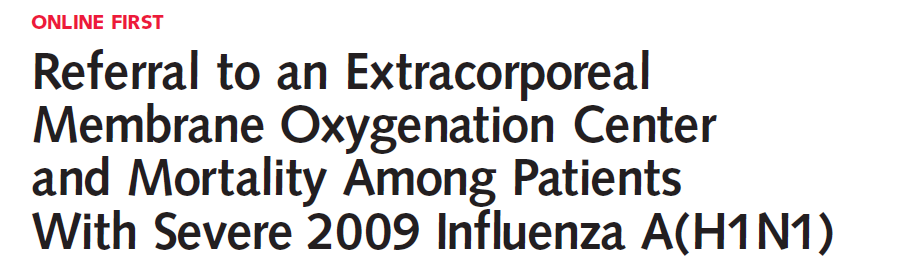 ONLINE FIRST
Referral to an Extracorporeal
Membrane Oxygenation Center
and Mortality Among Patients
With Severe 2009 Influenza A(H1N1)